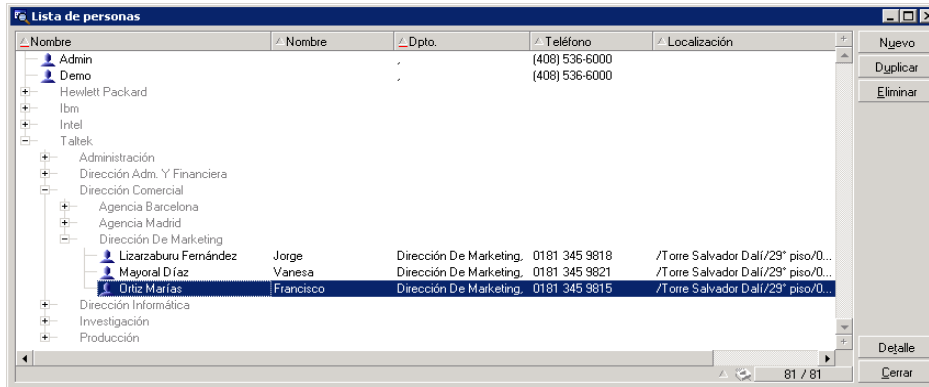 Lista de personas
Nombre Nombre Dpto. Teléfono Localización
Nuevo
Admin , (408) 536-6000
Demo , (408) 536-6000
Duplicar
Hewlett Packard
Eliminar
Ibm
Intel
Taltek
Administración
Dirección Adm. Y Financiera
Dirección Comercial
Agencia Barcelona
Agencia Madrid
Dirección De Marketing
Lizarzaburu Fernández Jorge Dirección De Marketing, 0181 345 9818 /Torre Salvador Dalí/29° piso/0...
Mayoral Díaz Vanesa Dirección De Marketing, 0181 345 9821 /Torre Salvador Dalí/29° piso/0...
Ortiz Marías Francisco Dirección De Marketing, 0181 345 9815 /Torre Salvador Dalí/29° piso/0...
Dirección Informática
Investigación
Producción
Detalle
81 / 81
Cerrar